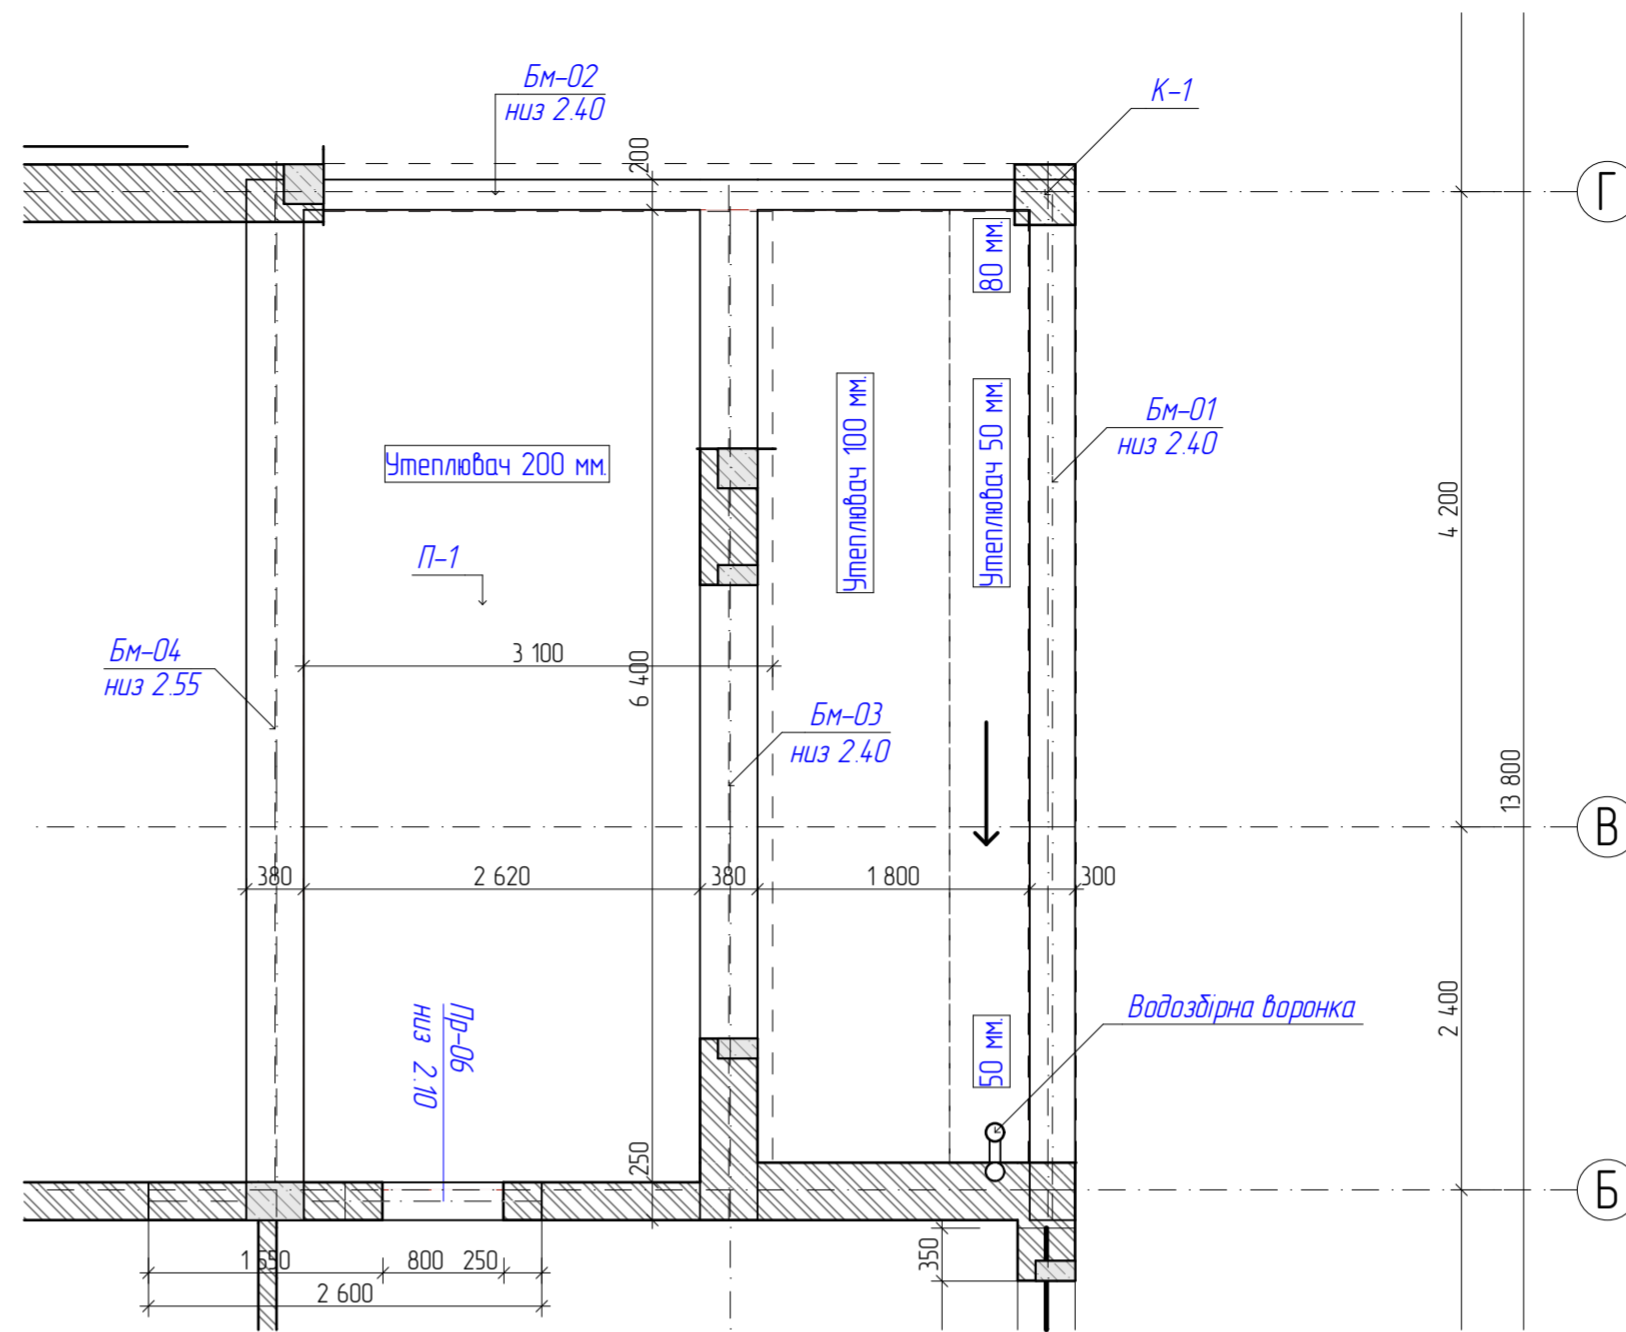 Бм-02
низ 2.40
К-1
200
Г
80 мм.
Утеплювач 200 мм.
Утеплювач 100 мм.
Утеплювач 50 мм.
Бм-01
низ 2.40
4 200
П-1
3 100
6 400
Бм-04
низ 2.55
Бм-03
низ 2.40
13 800
В
380
2 620
380
1 800
300
Пр-06
низ 2.10
50 мм.
Водозбірна воронка
2 400
250
Б
350
1 550
800
250
2 600